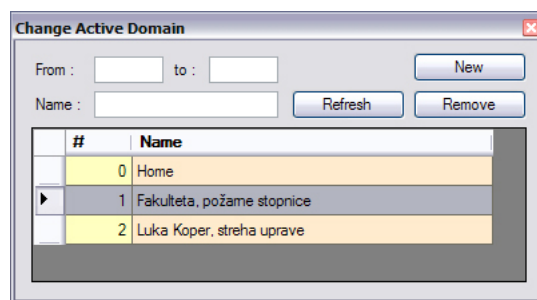 Change Active Domain
From : to : New
Name : Refresh Remove
# Name
0 Home
1 Fakulteta, požarne stopnice
2 Luka Koper, streha uprave